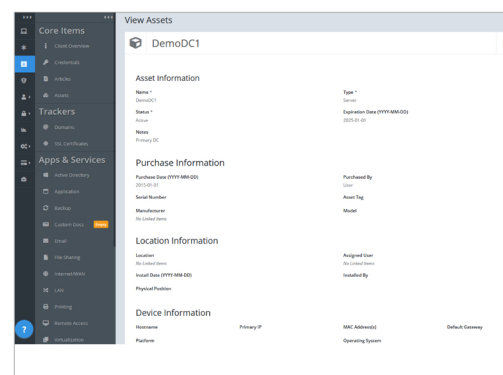 View Assets
Core Items
Client Overview
Credentials
Articles
Assets
Trackers
Domains
SSL Certificates
Apps & Services
Active Directory
Application
Backup
Custom Docs
Email
File Sharing
Internet/WAN
LAN
Printing
Remote Access
Virtualization
?
DemoDC1
Asset Information
Name * Type *
DemoDC1 Server
Status * Expiration Date (YYYY-MM-DD)
Active 2025-01-01
Notes
Primary DC
Purchase Information
Purchase Date (YYYY-MM-DD) Purchased By
2013-01-01 User
Serial Number Asset Tag
Manufacturer Model
No Linked Items
Location Information
Location Assigned User
No Linked Items No Linked Items
Install Date (YYYY-MM-DD) Installed By
Physical Position
Device Information
Hostname Primary IP MAC Address(s) Default Gateway
Platform Operating System